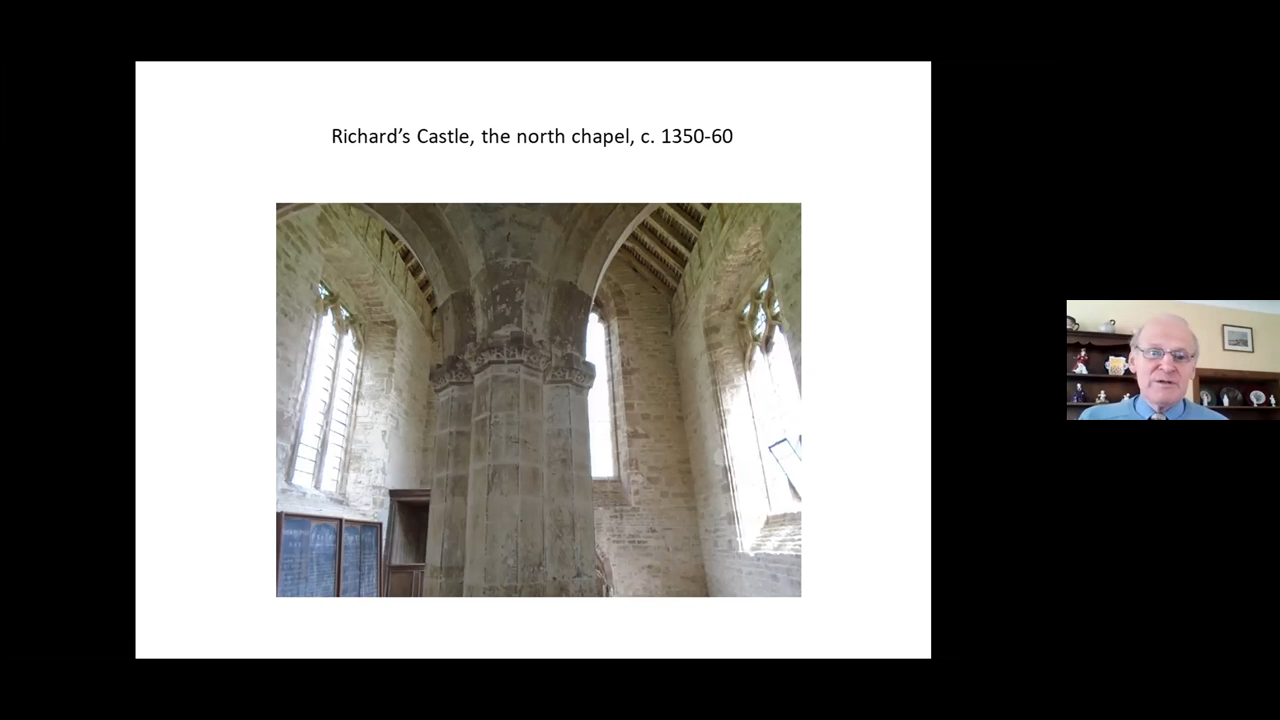 Richard’s Castle, the north chapel, c. 1350-60